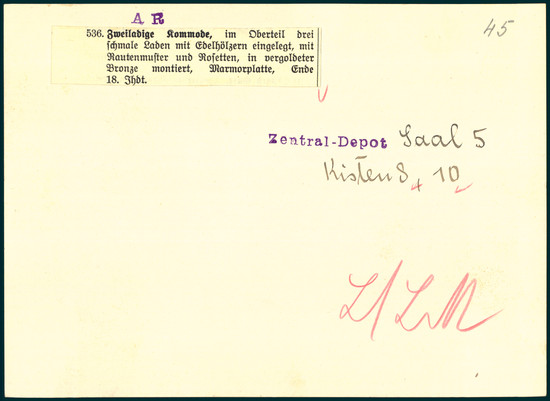 AR
45
536. Zweiladige Kommode, im Oberteil drei
schmale Laden mit Edelhölzern eingelegt, mit
Rautenmuster und Rosetten, in vergoldeter
Bronze montiert, Marmorplatte, Ende
18. Jhdt.
Zentral-Depot Saal 5
Kisten 8 + 10